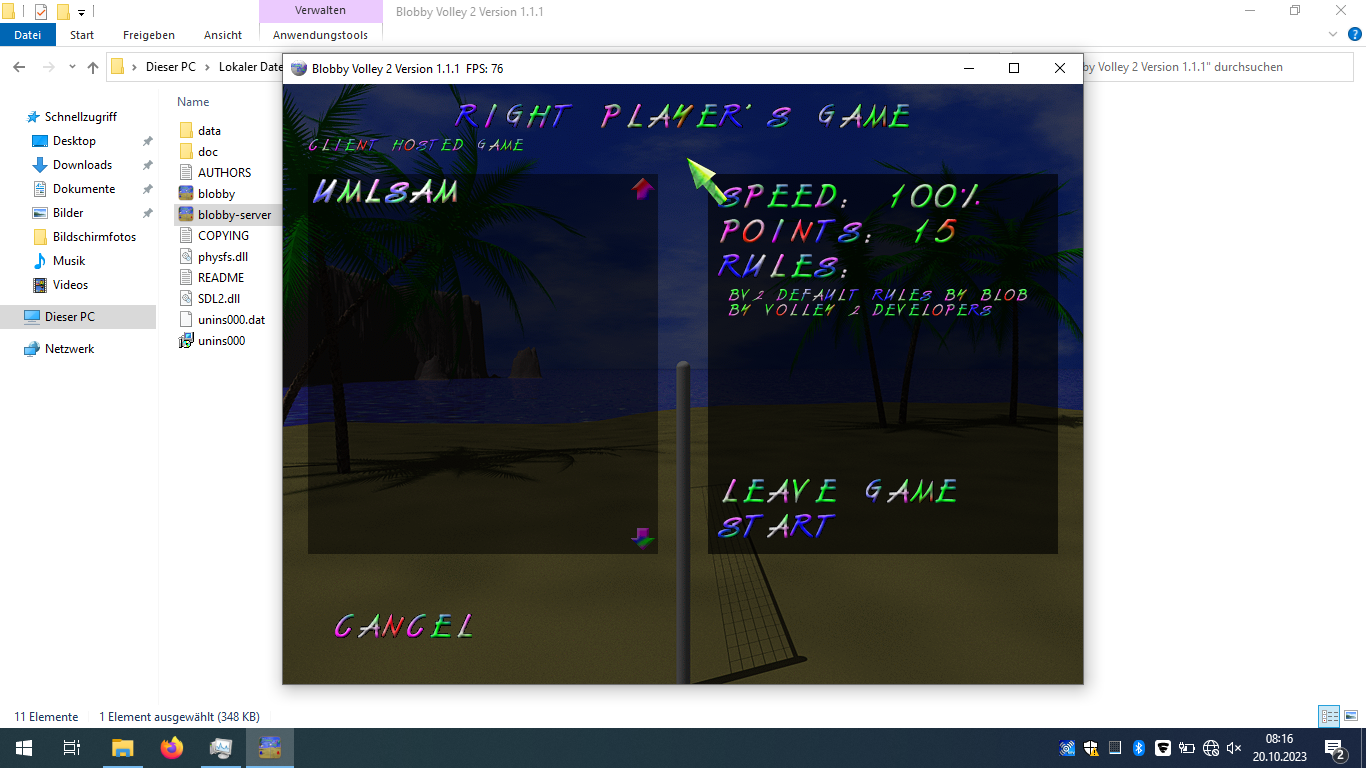 Verwalten
Blobby Volley 2 Version 1.1.1
Datei
Start
Freigeben
Ansicht
Anwendungstools
Dieser PC
Lokaler Date
by Volley 2 Version 1.1.1" durchsuchen
Schnellzugriff
Desktop
Downloads
Dokumente
Bilder
Bildschirmfotos
Musik
Videos
Dieser PC
Netzwerk
Name
data
doc
AUTHORS
blobby
blobby-server
COPYING
physfs.dll
README
SDL2.dll
unins000.dat
unins000
Blobby Volley 2 Version 1.1.1 FPS: 76
RIGHT PLAYER'S GAME
CLIENT HOSTED GAME
UMLSAM
SPEED: 100%
POINTS: 15
RULES:
BV2 DEFAULT RULES BY BLOB
BY VOLLEY 2 DEVELOPERS
LEAVE GAME
START
CANCEL
11 Elemente
1 Element ausgewählt (348 KB)
08:16
20.10.2023
2